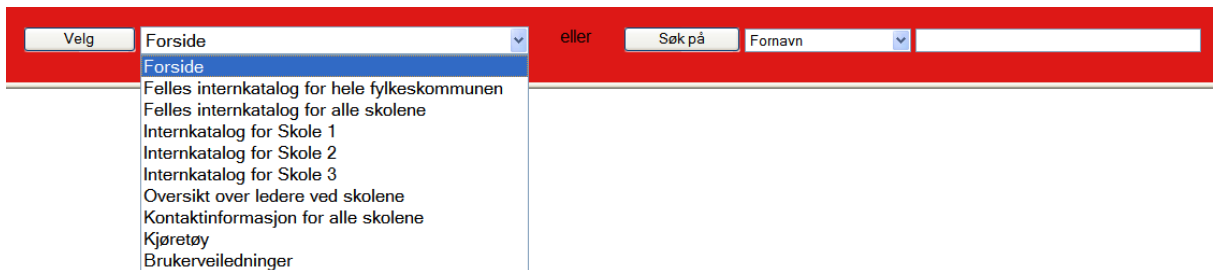 Velg Forside eller Søk på Fornavn
Forside
Felles internkatalog for hele fylkeskommunen
Felles internkatalog for alle skolene
Internkatalog for Skole 1
Internkatalog for Skole 2
Internkatalog for Skole 3
Oversikt over ledere ved skolene
Kontaktinformasjon for alle skolene
Kjøretøy
Brukerveiledninger